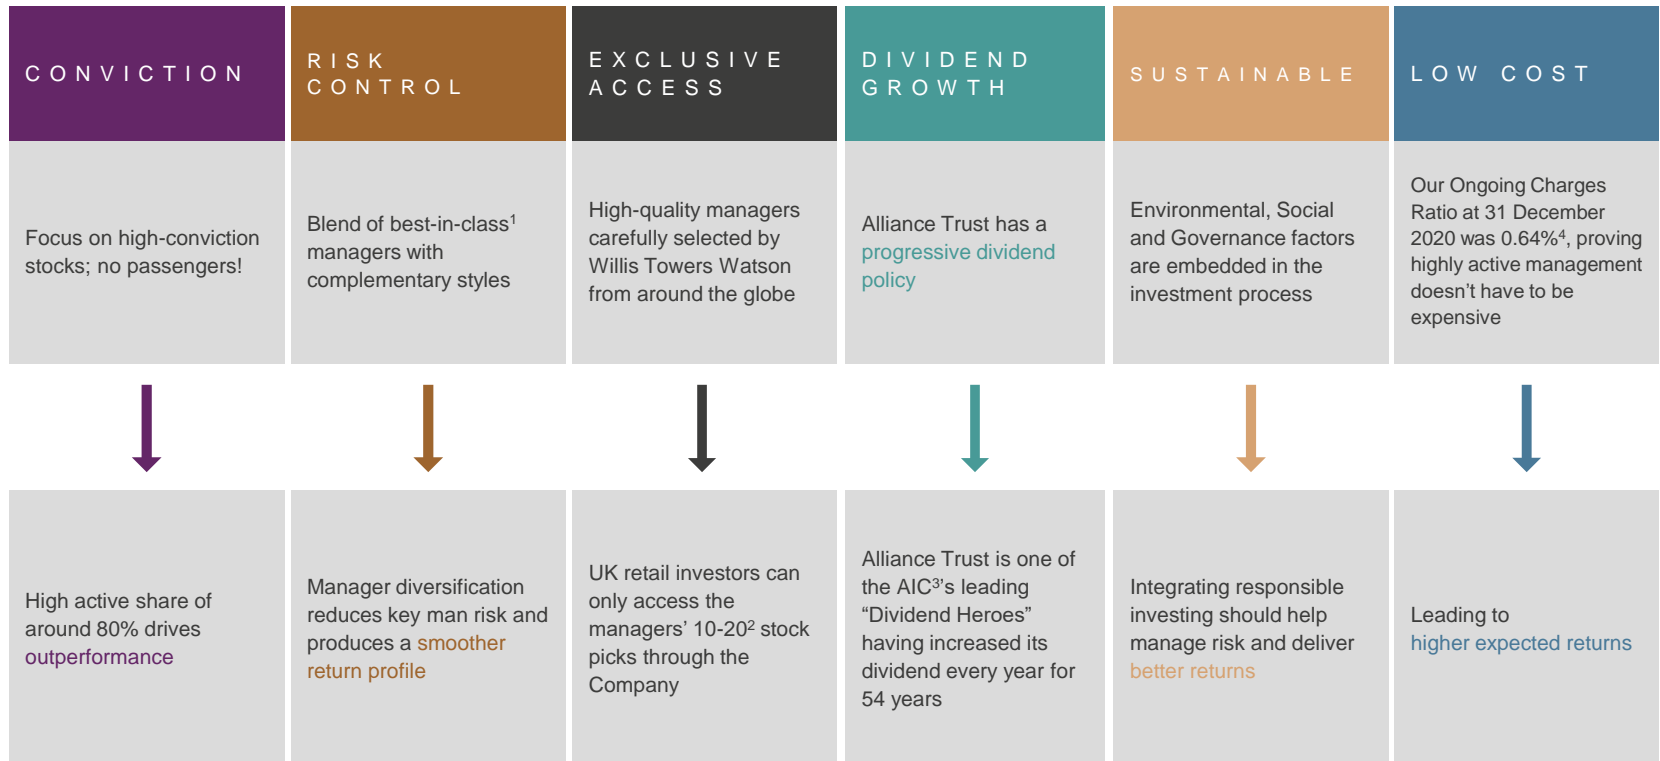 CONVICTION
RISK
CONTROL
EXCLUSIVE
ACCESS
DIVIDEND
GROWTH
SUSTAINABLE
LOW COST
Focus on high-conviction
stocks; no passengers!
Blend of best-in-class¹
managers with
complementary styles
High-quality managers
carefully selected by
Willis Towers Watson
from around the globe
Alliance Trust has a
progressive dividend
policy
Environmental, Social
and Governance factors
are embedded in the
investment process
Our Ongoing Charges
Ratio at 31 December
2020 was 0.64%⁴, proving
highly active management
doesn’t have to be
expensive
High active share of
around 80% drives
outperformance
Manager diversification
reduces key man risk and
produces a smoother
return profile
UK retail investors can
only access the
managers’ 10-20² stock
picks through the
Company
Alliance Trust is one of
the AIC³’s leading
“Dividend Heroes”
having increased its
dividend every year for
54 years
Integrating responsible
investing should help
manage risk and deliver
better returns
Leading to
higher expected returns